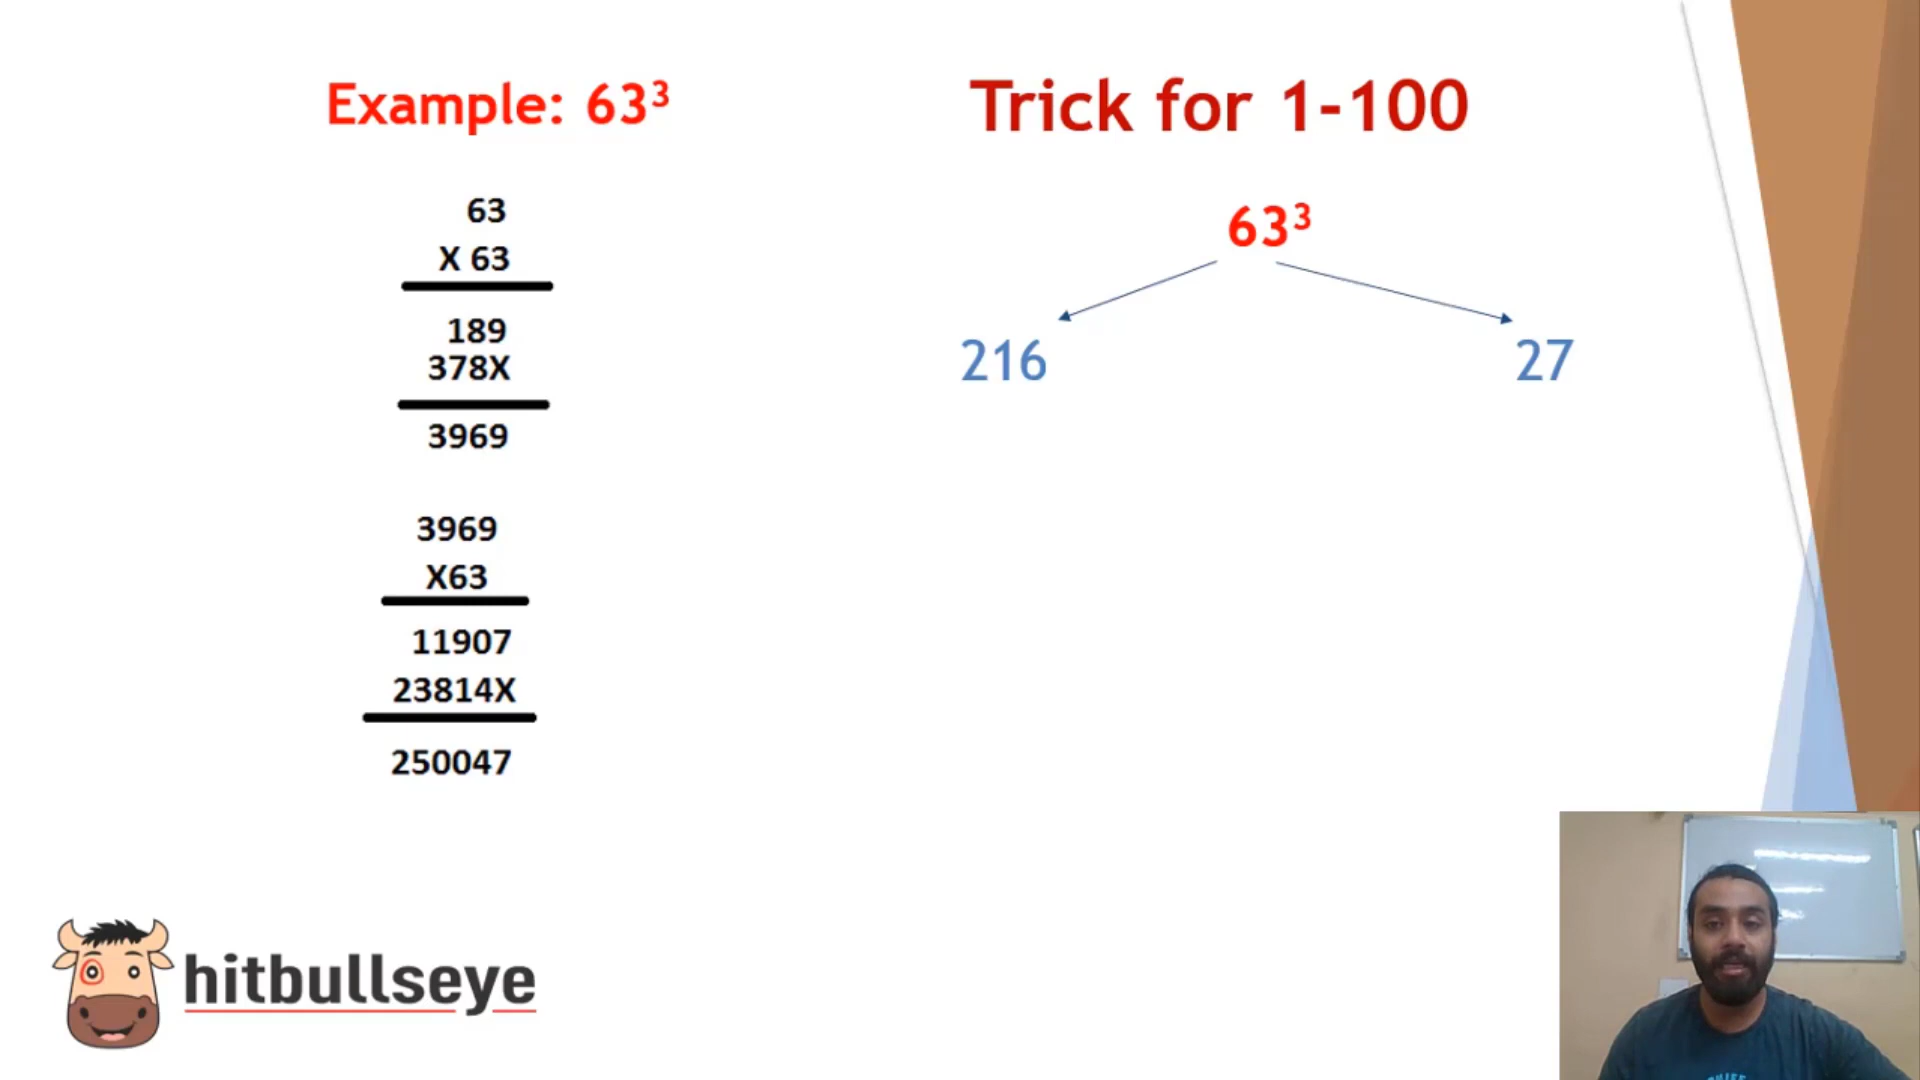 Example: 63³
63
X 63
189
378X
3969
3969
X63
11907
23814X
250047
Trick for 1-100
63³
216 27
hitbullseye